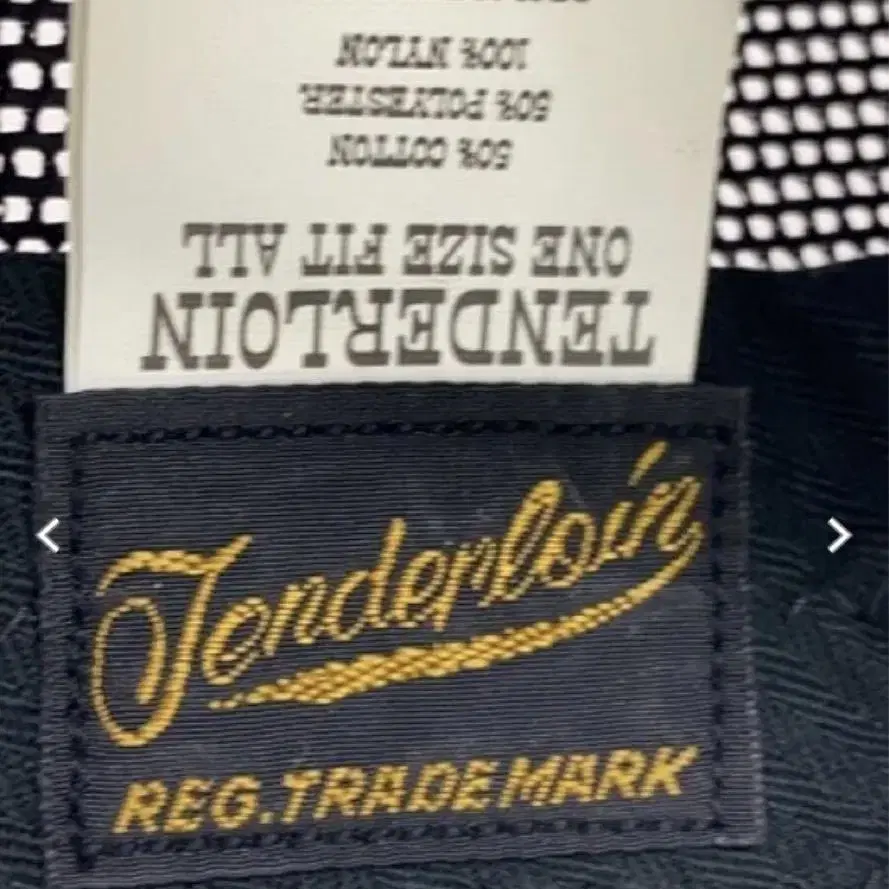 TENDERLOIN
ONE SIZE FIT ALL
50% COTTON
50% POLYESTER
100% NYLON
Tenderloin
REG.TRADE MARK